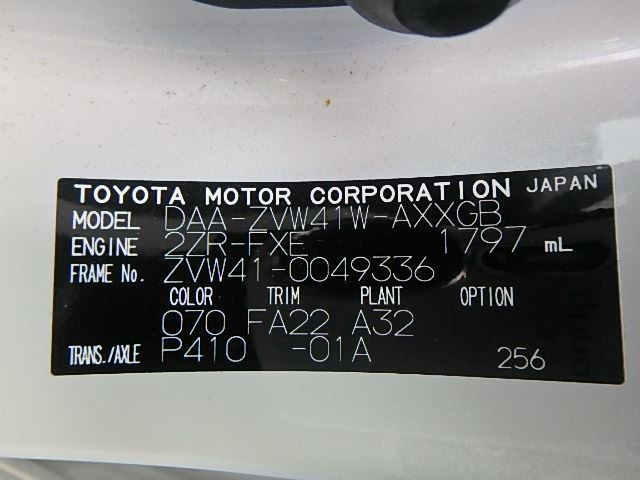 TOYOTA MOTOR CORPORATION JAPAN
MODEL DAA-ZVW41W-AXXGB
ENGINE 2ZR-FXE 1797 mL
FRAME No. ZVW41-0049336
COLOR TRIM PLANT OPTION
070 FA22 A32
TRANS./AXLE P410 -01A 256